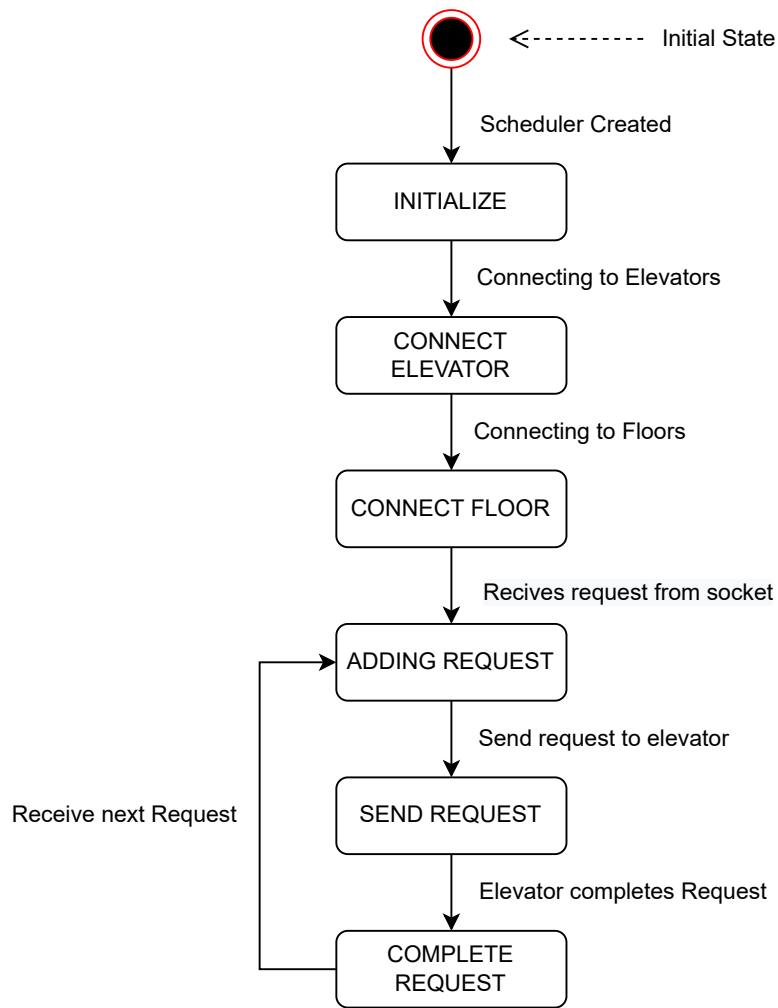 Initial State
Scheduler Created
INITIALIZE
Connecting to Elevators
CONNECT
ELEVATOR
Connecting to Floors
CONNECT FLOOR
Recives request from socket
ADDING REQUEST
Send request to elevator
SEND REQUEST
Receive next Request
Elevator completes Request
COMPLETE
REQUEST